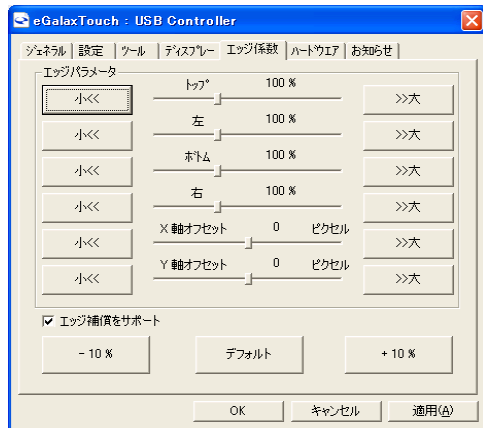 eGalaxTouch : USB Controller
ジェネラル 設定 ツール ディスプレー エッジ係数 ハードウエア お知らせ
エッジパラメータ
小<< トップ 100 % >>大
小<< 左 100 % >>大
小<< ボトム 100 % >>大
小<< 右 100 % >>大
小<< X 軸オフセット 0 ピクセル >>大
小<< Y 軸オフセット 0 ピクセル >>大
エッジ補償をサポート
- 10 % デフォルト + 10 %
OK キャンセル 適用(A)